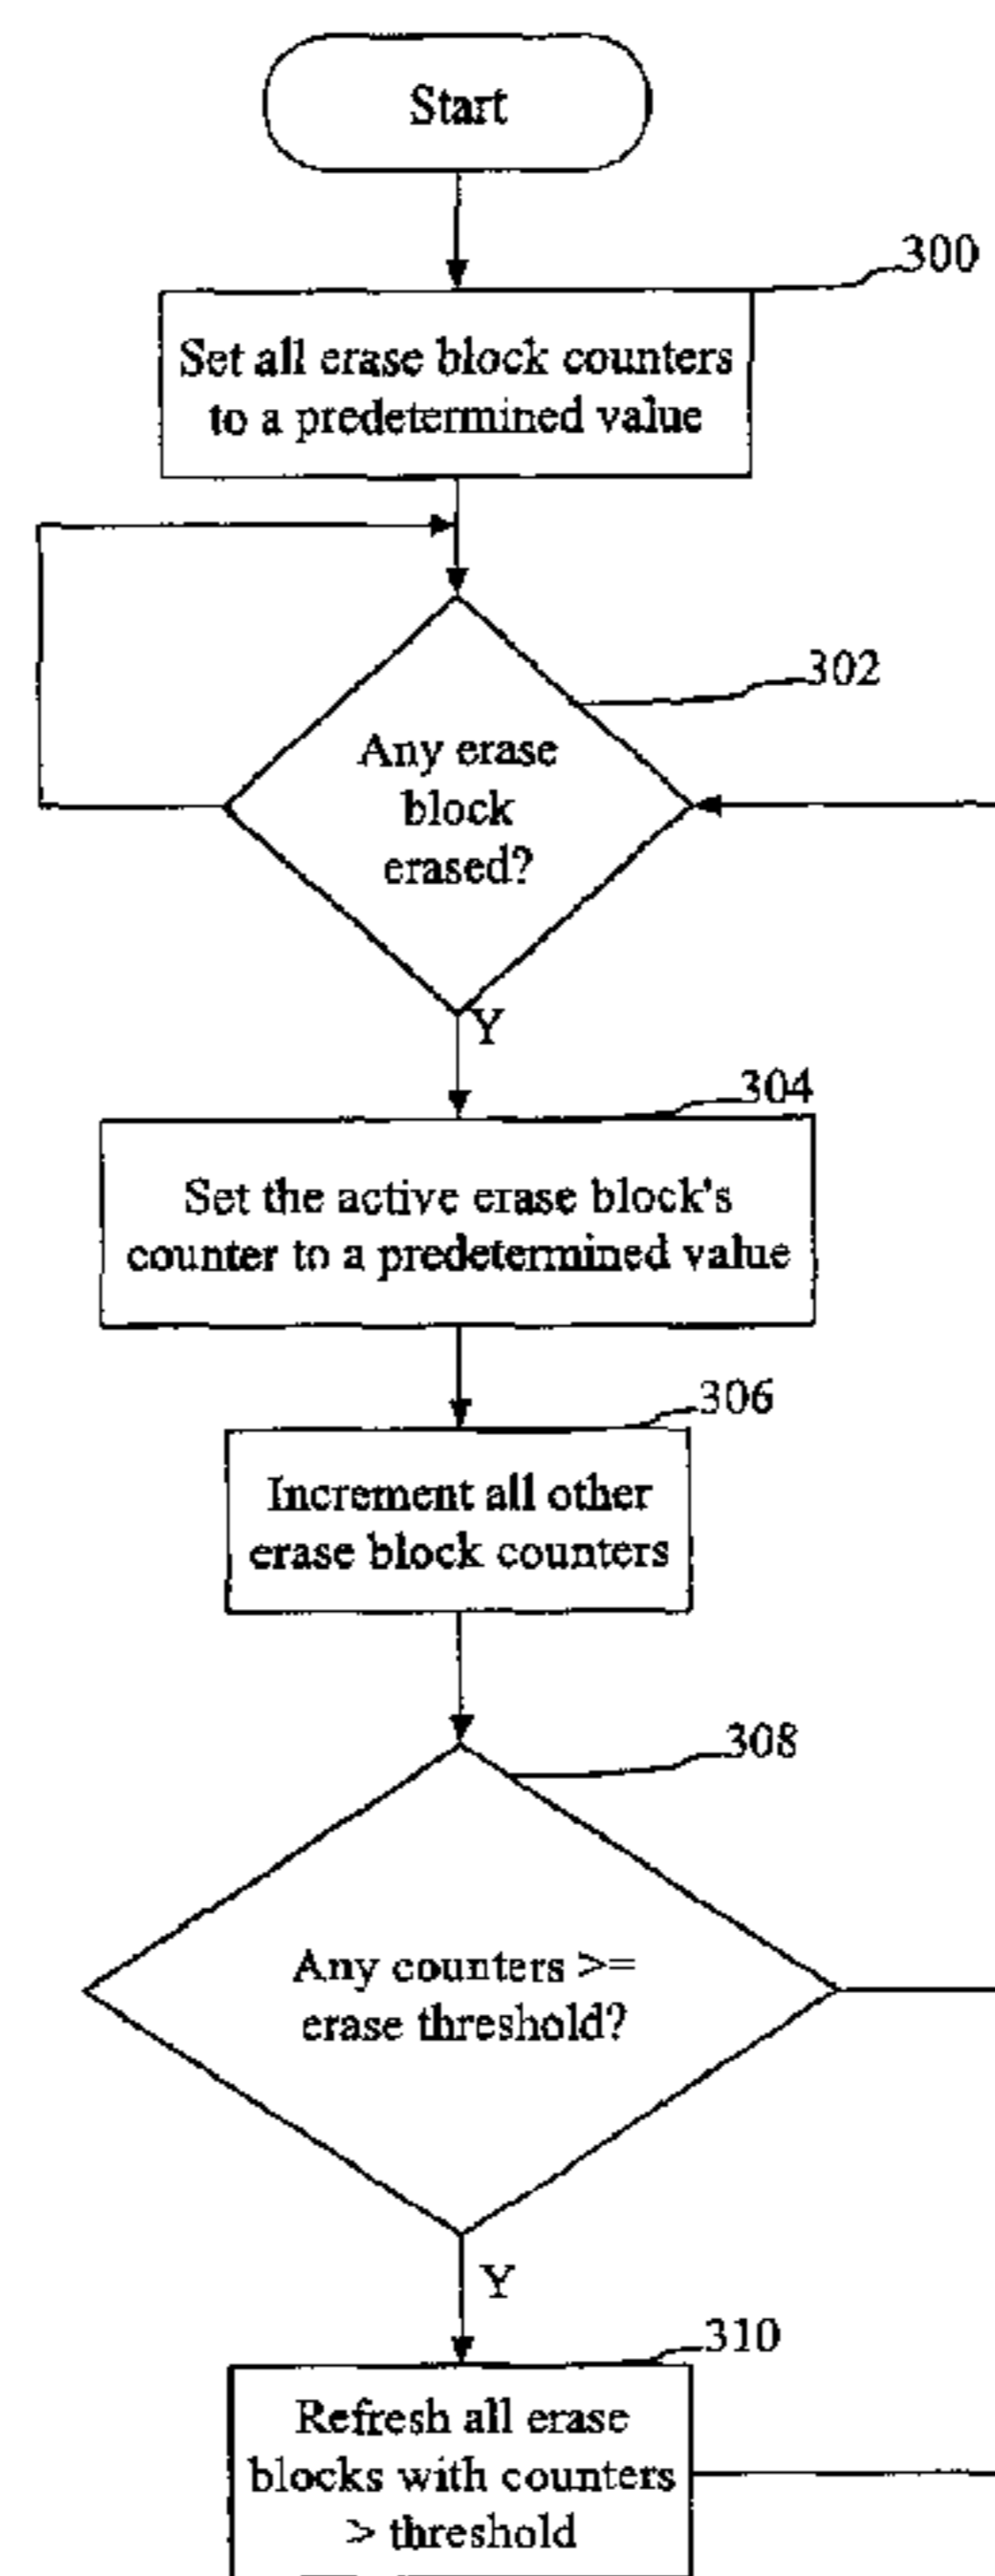 Start
300
Set all erase block counters
to a predetermined value
302
Any erase
block
erased?
Y
304
Set the active erase block's
counter to a predetermined value
306
Increment all other
erase block counters
308
Any counters >=
erase threshold?
Y
310
Refresh all erase
blocks with counters
> threshold